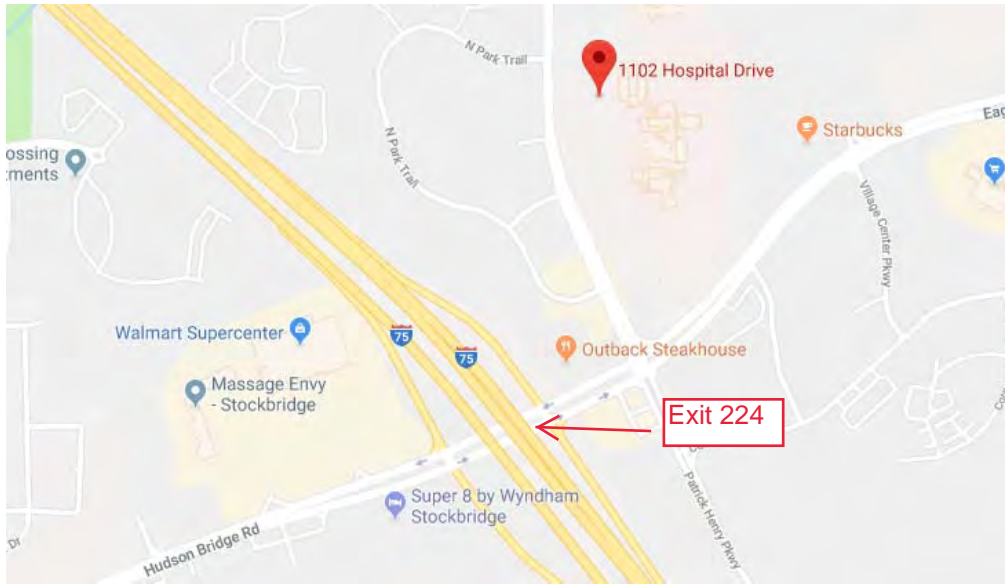 N Park Trail
1102 Hospital Drive
Starbucks
Eag
ossing
ments
N Park Trail
Village Center Pkwy
Walmart Supercenter
75
75
Outback Steakhouse
Massage Envy
- Stockbridge
Exit 224
Super 8 by Wyndham
Stockbridge
Patrick Henry Pkwy
Hudson Bridge Rd
Dr